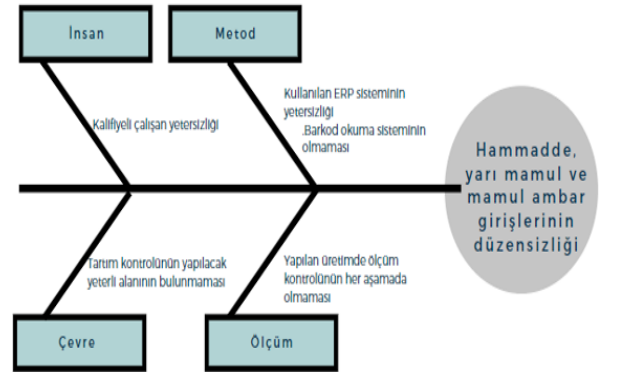 İnsan
Metod
Kalifiyeli çalışan yetersizliği
Kullanılan ERP sisteminin
yetersizliği
.Barkod okuma sisteminin
olmaması
Hammadde,
yarı mamul ve
mamul ambar
girişlerinin
düzensizliği
Tartım kontrolünün yapılacak
yeterli alanının bulunmaması
Yapılan üretimde ölçüm
kontrolünün her aşamada
olmaması
Çevre
Ölçüm